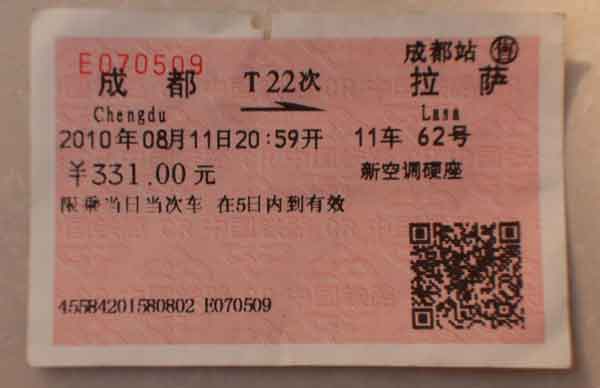 E070509 成都站 售
成都 T22次 拉萨
Chengdu Lasa
2010年08月11日20:59开 11车 62号
¥331.00元 新空调硬座
限乘当日当次车 在5日内到有效
45584201580802 E070509